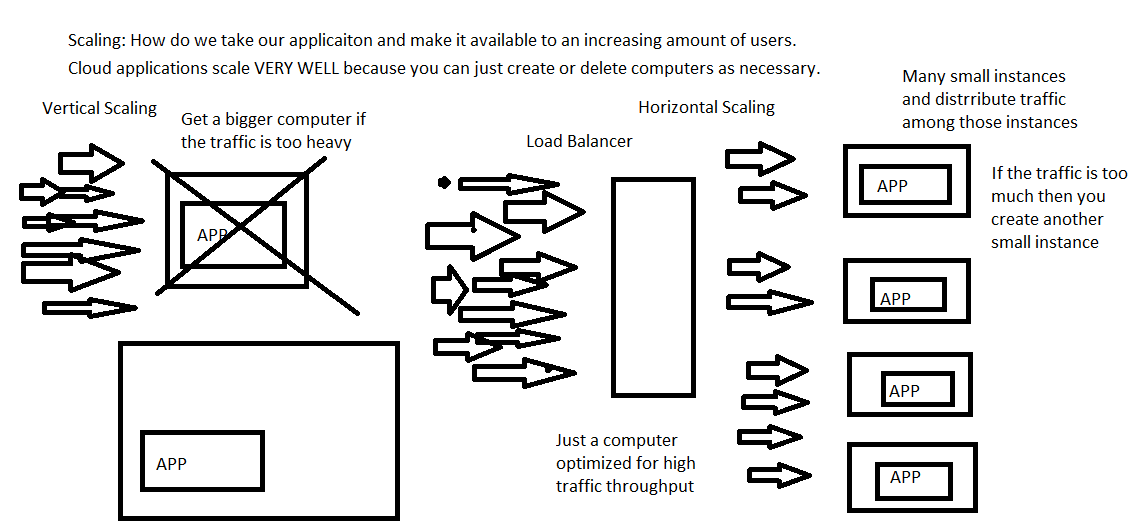 Scaling: How do we take our applicaiton and make it available to an increasing amount of users.
Cloud applications scale VERY WELL because you can just create or delete computers as necessary.
Vertical Scaling
Get a bigger computer if
the traffic is too heavy
APP
APP
Load Balancer
Just a computer
optimized for high
traffic throughput
Horizontal Scaling
Many small instances
and distrribute traffic
among those instances
If the traffic is too
much then you
create another
small instance
APP
APP
APP
APP